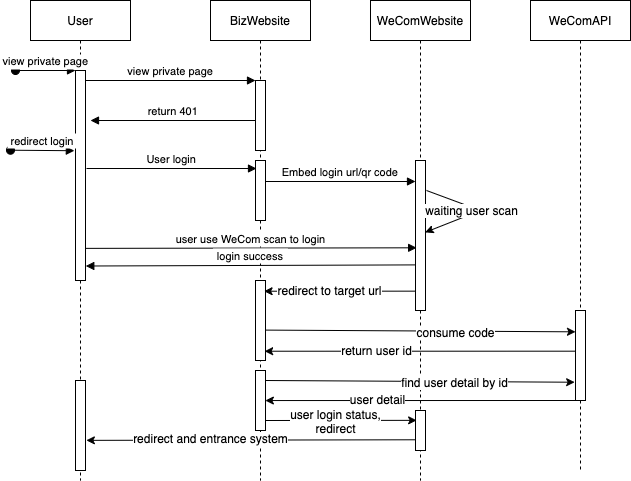 User
BizWebsite
WeComWebsite
WeComAPI
view private page
view private page
return 401
redirect login
User login
Embed login url/qr code
waiting user scan
user use WeCom scan to login
login success
redirect to target url
consume code
return user id
find user detail by id
user detail
user login status,
redirect
redirect and entrance system